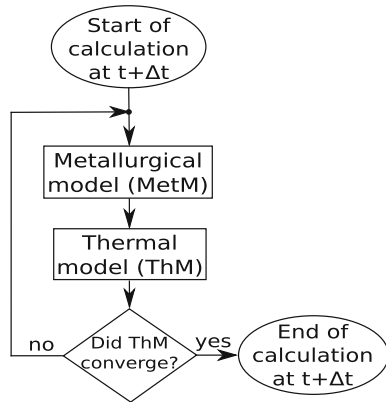 Start of
calculation
at t+Δt
Metallurgical
model (MetM)
Thermal
model (ThM)
Did ThM
converge?
no
yes
End of
calculation
at t+Δt